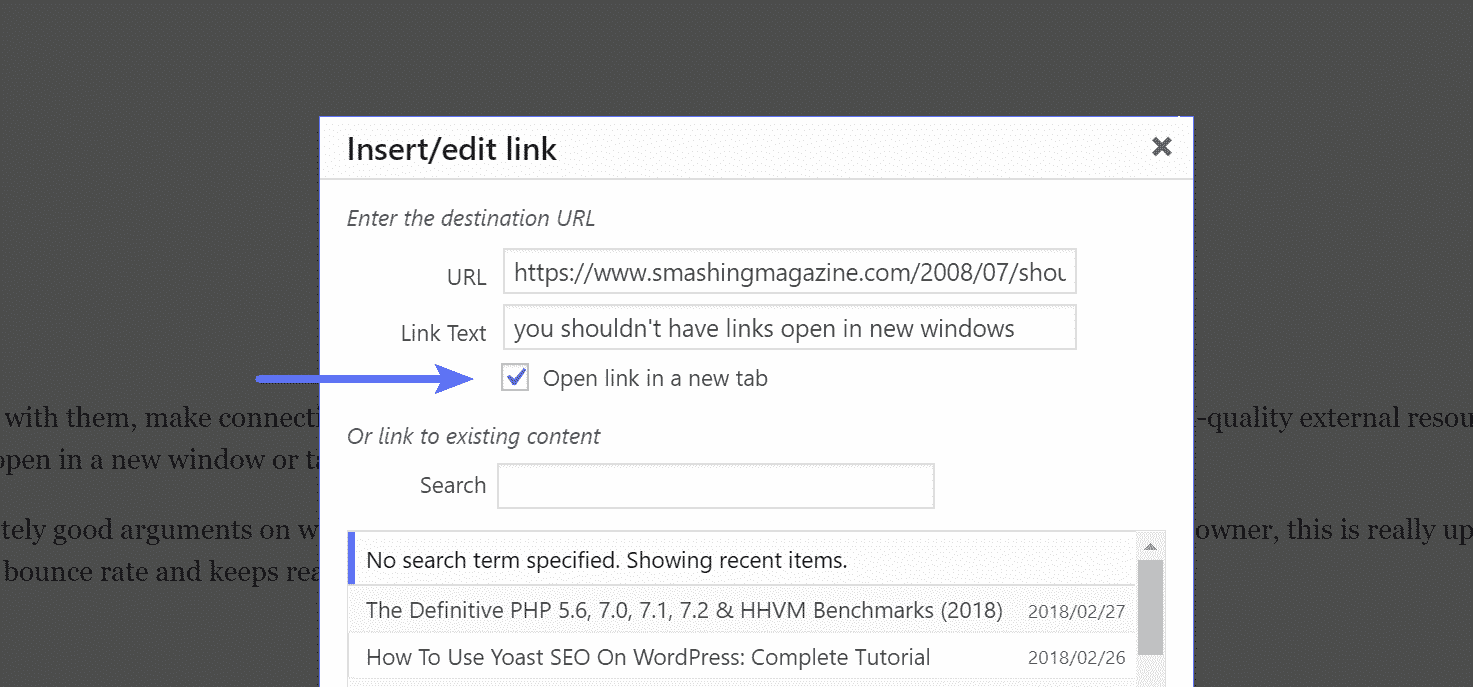 Insert/edit link
Enter the destination URL
URL https://www.smashingmagazine.com/2008/07/shou
Link Text you shouldn't have links open in new windows
Open link in a new tab
with them, make connecti
-quality external resou
open in a new window or ta
Or link to existing content
Search
tely good arguments on w
owner, this is really up
bounce rate and keeps rea
No search term specified. Showing recent items.
The Definitive PHP 5.6, 7.0, 7.1, 7.2 & HHVM Benchmarks (2018) 2018/02/27
How To Use Yoast SEO On WordPress: Complete Tutorial 2018/02/26